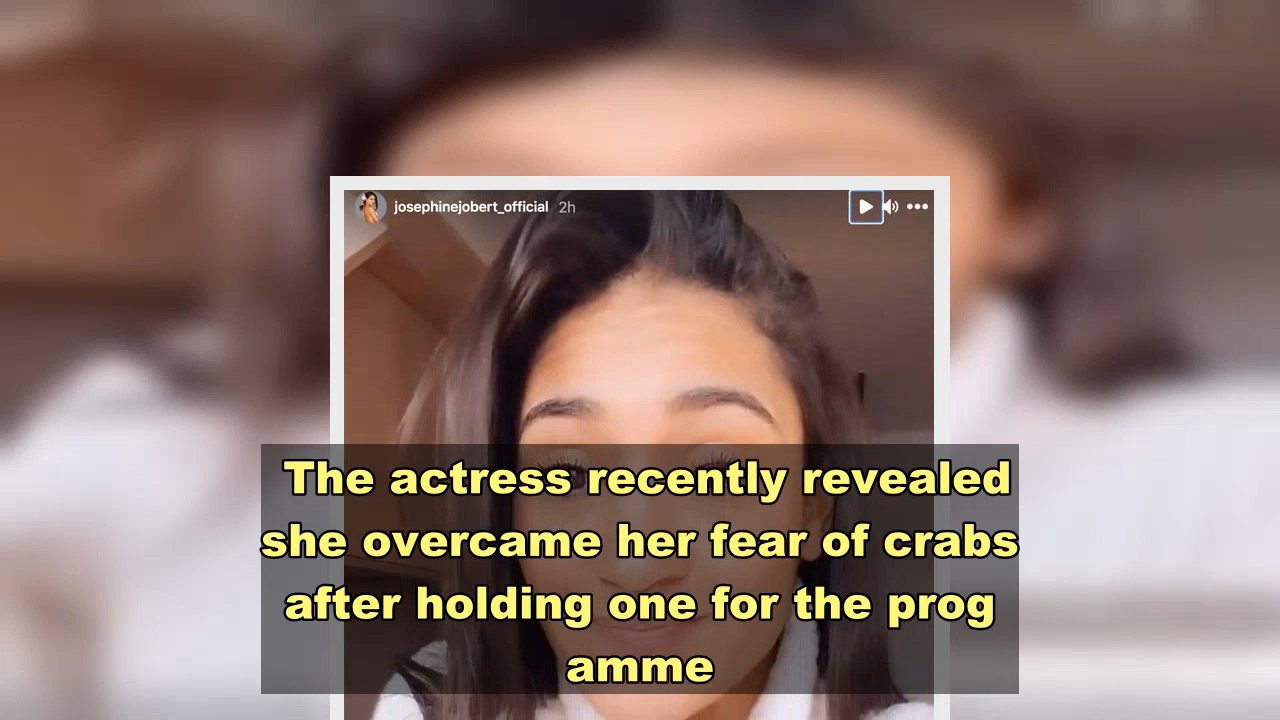 josephinejobert_official 2h
The actress recently revealed
she overcame her fear of crabs
after holding one for the prog
amme